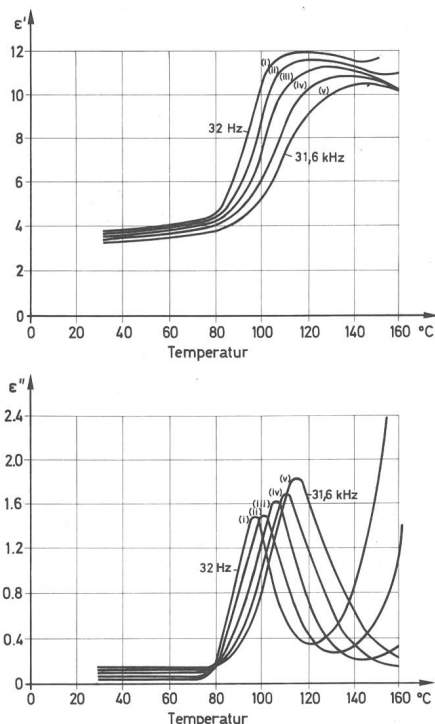 ε'
12
10
8
6
4
2
0
(i)
(ii)
(iii)
(iv)
(v)
32 Hz
31,6 kHz
0 20 40 60 80 100 120 140 160 °C
Temperatur
ε"
2.4
2.0
1.6
1.2
0.8
0.4
0
(v)
(iv)
(iii)
(ii)
(i)
31,6 kHz
32 Hz
0 20 40 60 80 100 120 140 160 °C
Temperatur